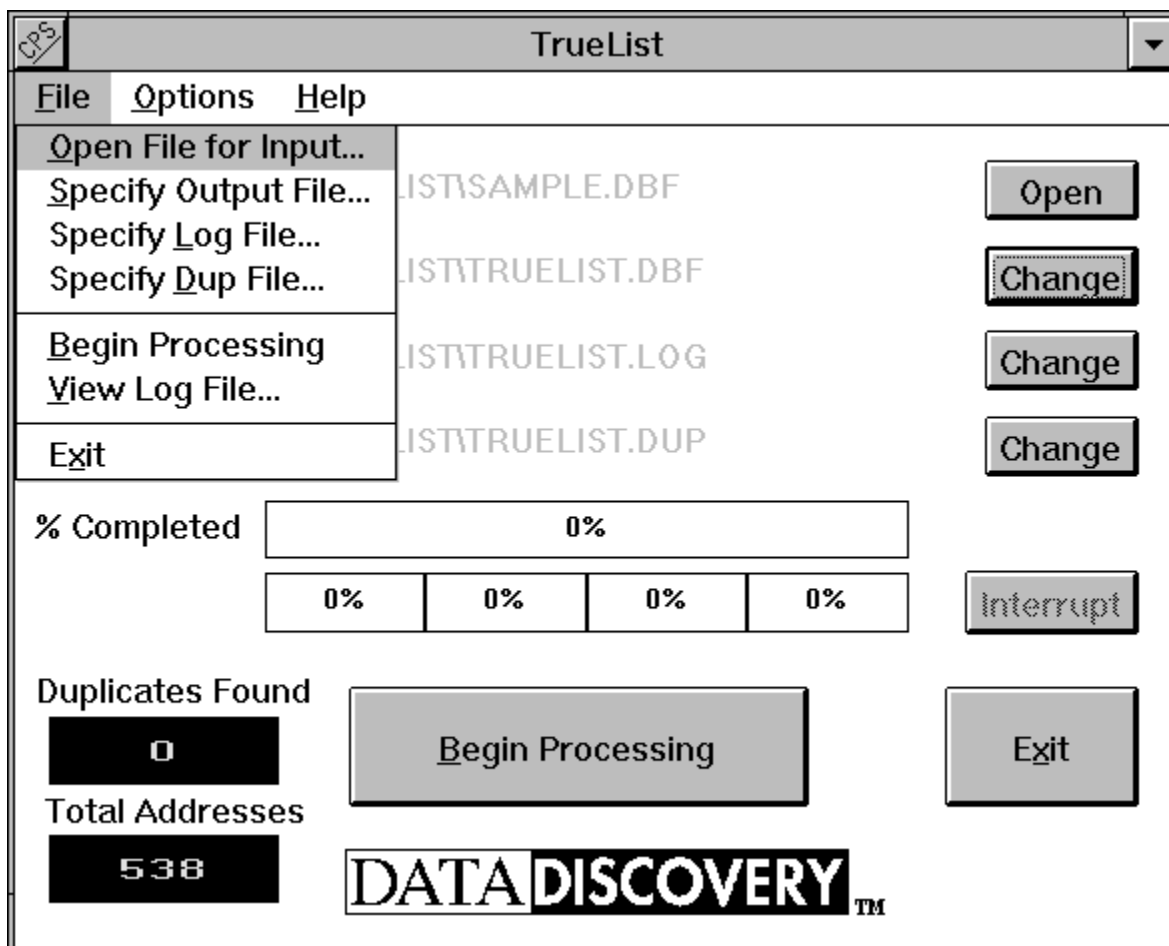 CPS
TrueList
File Options Help
Open File for Input...
Specify Output File...
Specify Log File...
Specify Dup File...
Begin Processing
View Log File...
Exit
LIST\SAMPLE.DBF
Open
LIST\TRUELIST.DBF
Change
LIST\TRUELIST.LOG
Change
LIST\TRUELIST.DUP
Change
% Completed
0%
0% 0% 0% 0%
Interrupt
Duplicates Found
0
Begin Processing
Exit
Total Addresses
538
DATA DISCOVERY TM